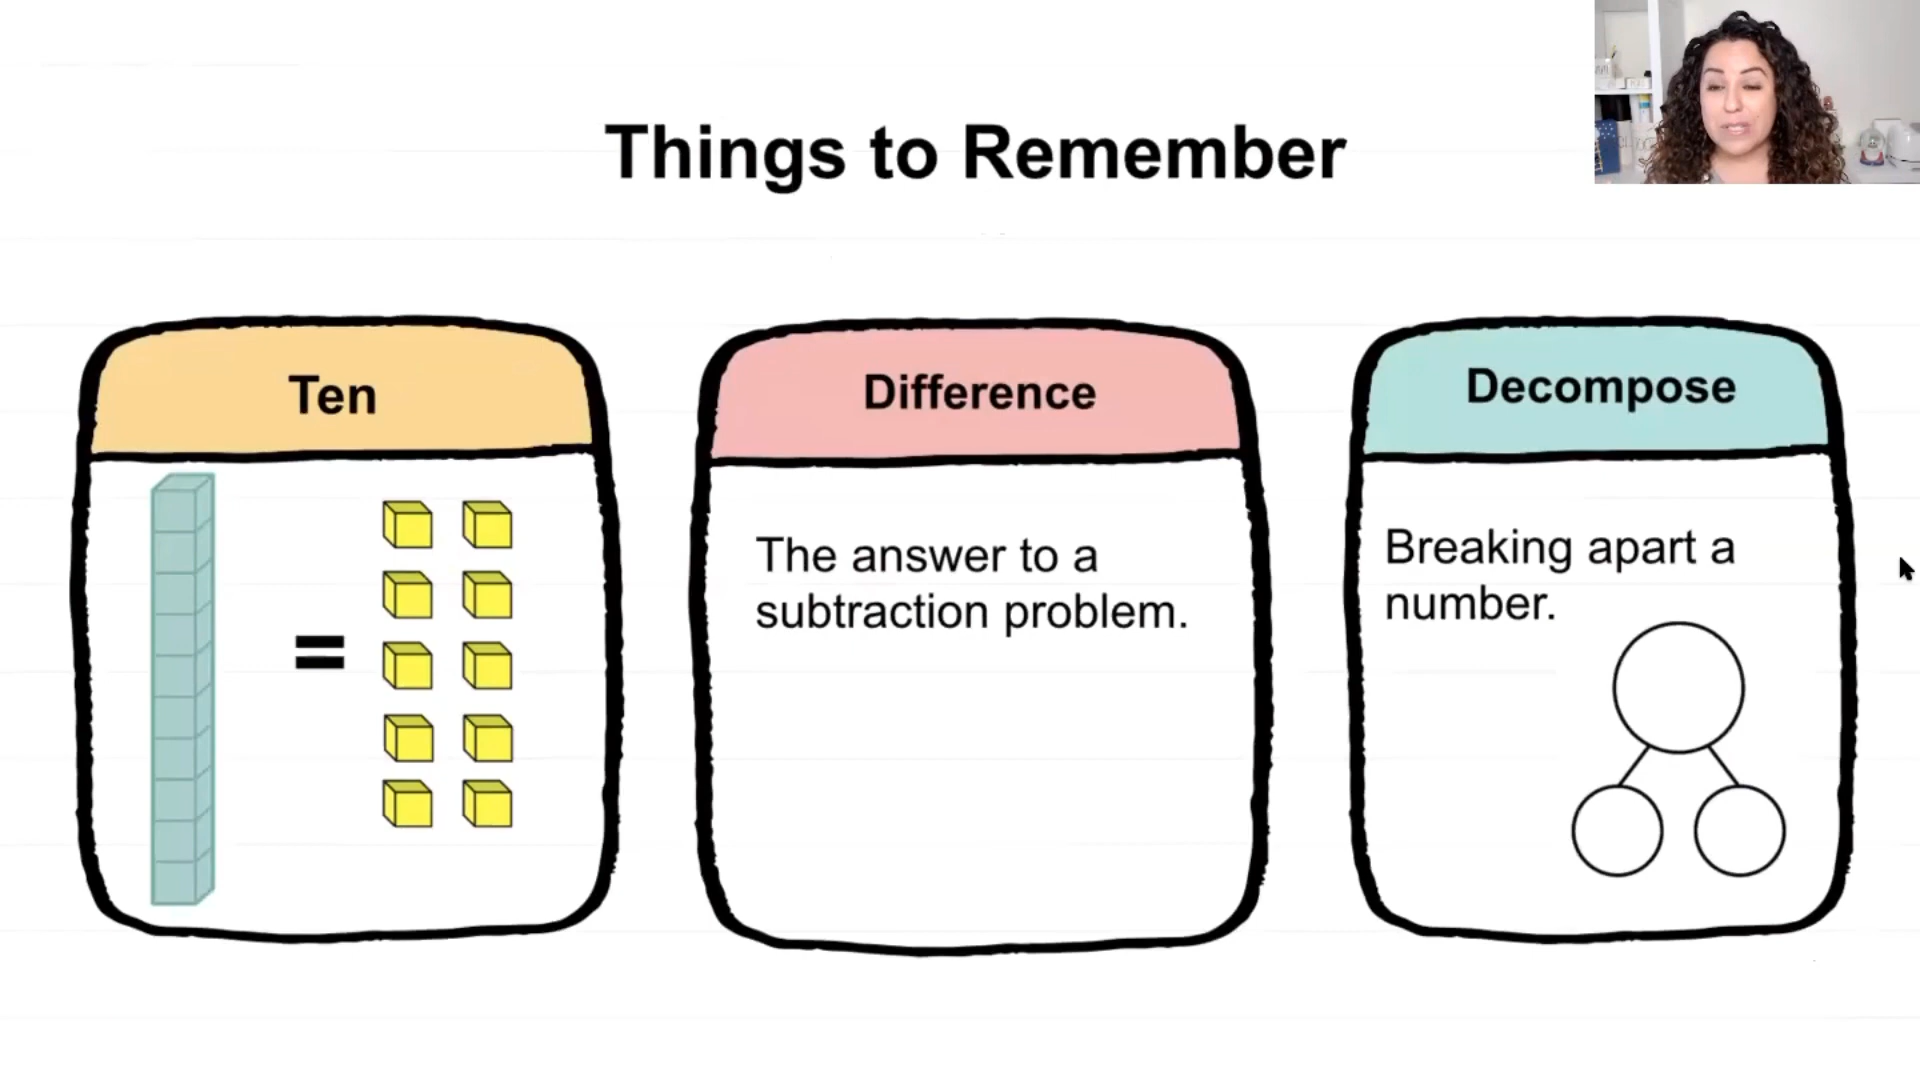 Things to Remember
Ten
=
Difference
The answer to a
subtraction problem.
Decompose
Breaking apart a
number.